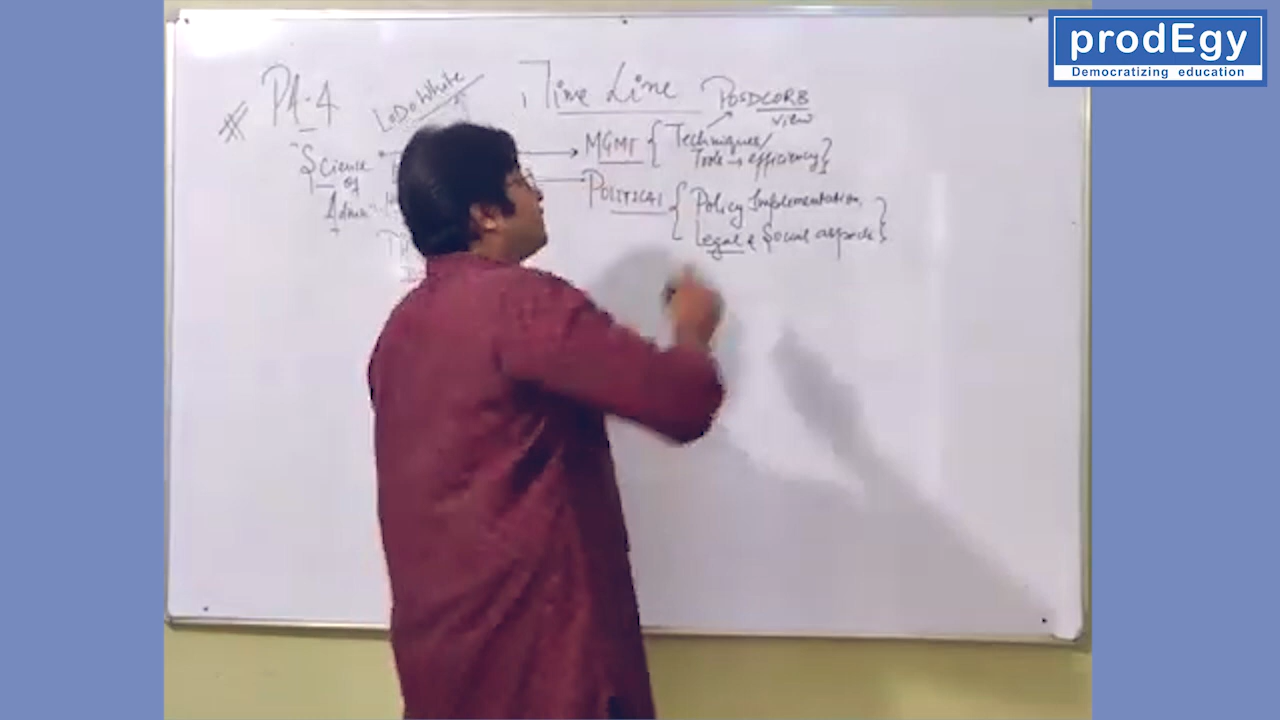 prodEgy
Democratizing education
# PA-4
LoDoWhite
Time Line
POSDCORB
view
"Science
of
Admn"
MGMT { Techniques/
Tools → efficiency }
POLITICAL { Policy Implementation
Legal & Social aspects }